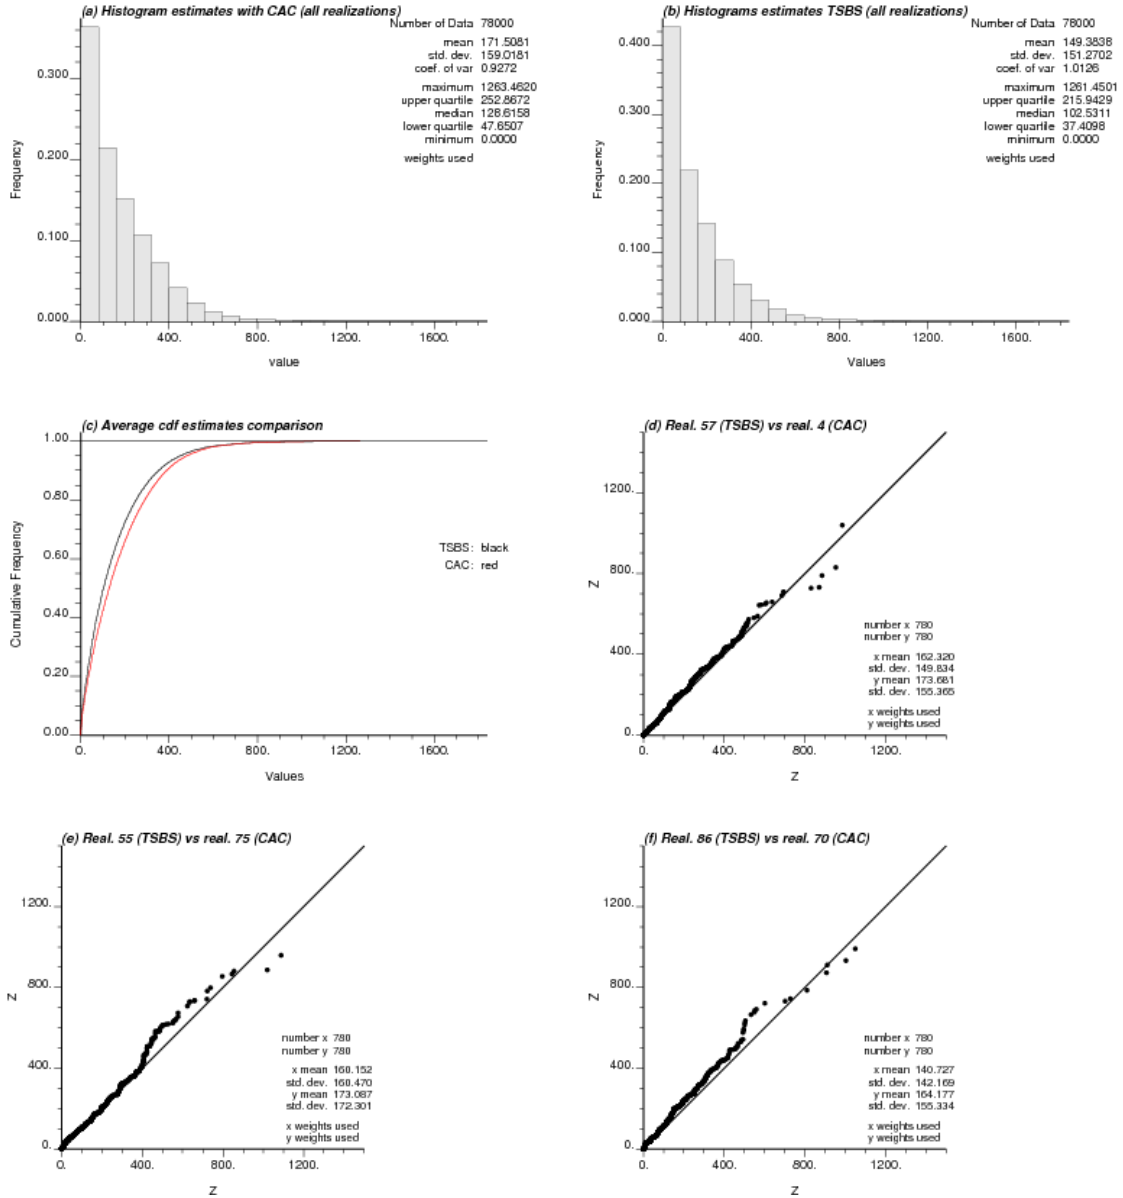 (a) Histogram estimates with CAC (all realizations)
Number of Data 78000
mean 171.5081
std. dev. 159.0181
coef. of var 0.9272
maximum 1263.4620
upper quartile 252.8672
median 128.6158
lower quartile 47.6507
minimum 0.0000
weights used
Frequency
0.300
0.200
0.100
0.000
0. 400. 800. 1200. 1600.
value
(b) Histograms estimates TSBS (all realizations)
Number of Data 78000
mean 149.3838
std. dev. 151.2702
coef. of var 1.0126
maximum 1261.4501
upper quartile 215.9429
median 102.5311
lower quartile 37.4098
minimum 0.0000
weights used
Frequency
0.400
0.300
0.200
0.100
0.000
0. 400. 800. 1200. 1600.
Values
(c) Average cdf estimates comparison
Cumulative Frequency
1.00
0.80
0.60
0.40
0.20
0.00
TSBS: black
CAC: red
0. 400. 800. 1200. 1600.
Values
(d) Real. 57 (TSBS) vs real. 4 (CAC)
Z
1200.
800.
400.
0.
number x 780
number y 780
x mean 162.320
std. dev. 149.834
y mean 173.681
std. dev. 155.365
x weights used
y weights used
0. 400. 800. 1200.
Z
(e) Real. 55 (TSBS) vs real. 75 (CAC)
Z
1200.
800.
400.
0.
number x 780
number y 780
x mean 160.152
std. dev. 160.470
y mean 173.087
std. dev. 172.301
x weights used
y weights used
0. 400. 800. 1200.
Z
(f) Real. 86 (TSBS) vs real. 70 (CAC)
Z
1200.
800.
400.
0.
number x 780
number y 780
x mean 140.727
std. dev. 142.169
y mean 164.177
std. dev. 155.334
x weights used
y weights used
0. 400. 800. 1200.
Z